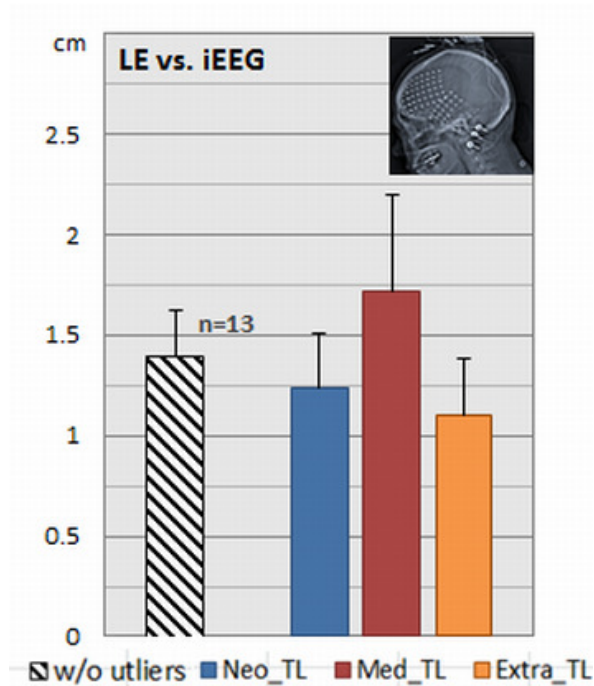 cm
LE vs. iEEG
2.5
2
n=13
1.5
1
0.5
0
w/o utliers Neo_TL Med_TL Extra_TL